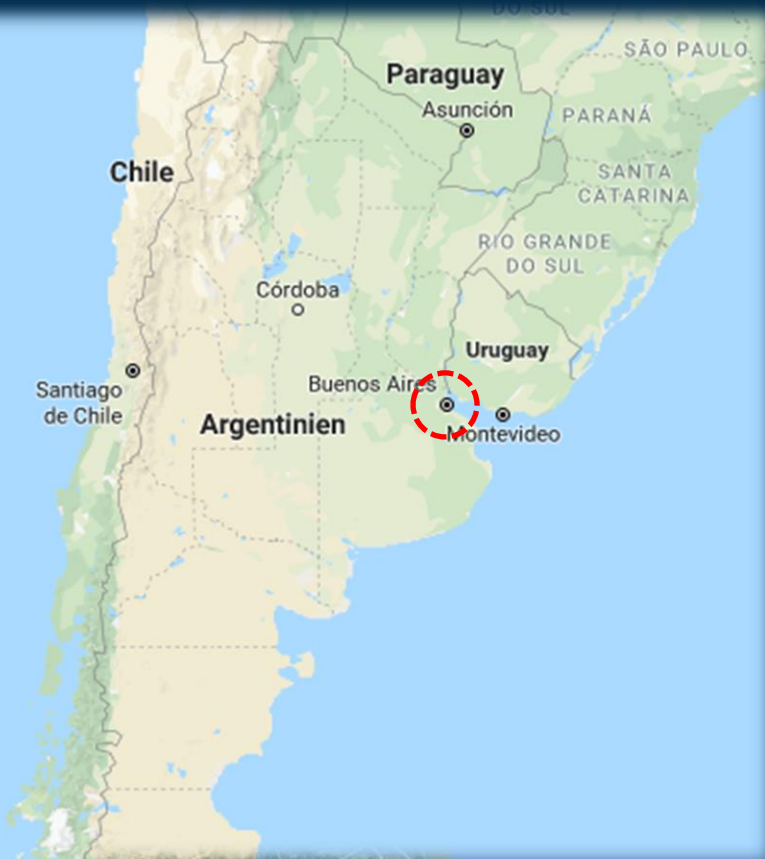 DO SUL
SÃO PAULO
Paraguay
Asunción
PARANÁ
Chile
SANTA
CATARINA
RIO GRANDE
DO SUL
Córdoba
Uruguay
Santiago
de Chile
Buenos Aires
Argentinien
Montevideo